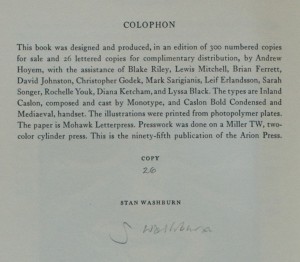 COLOPHON
This book was designed and produced, in an edition of 300 numbered copies
for sale and 26 lettered copies for complimentary distribution, by Andrew
Hoyem, with the assistance of Blake Riley, Lewis Mitchell, Brian Ferrett,
David Johnston, Christopher Godek, Mark Sarigianis, Leif Erlandsson, Sarah
Songer, Rochelle Youk, Diana Ketcham, and Lyssa Black. The types are Inland
Caslon, composed and cast by Monotype, and Caslon Bold Condensed and
Mediaeval, handset. The illustrations were printed from photopolymer plates.
The paper is Mohawk Letterpress. Presswork was done on a Miller TW, two-
color cylinder press. This is the ninety-fifth publication of the Arion Press.
COPY
26
STAN WASHBURN
S Washburn